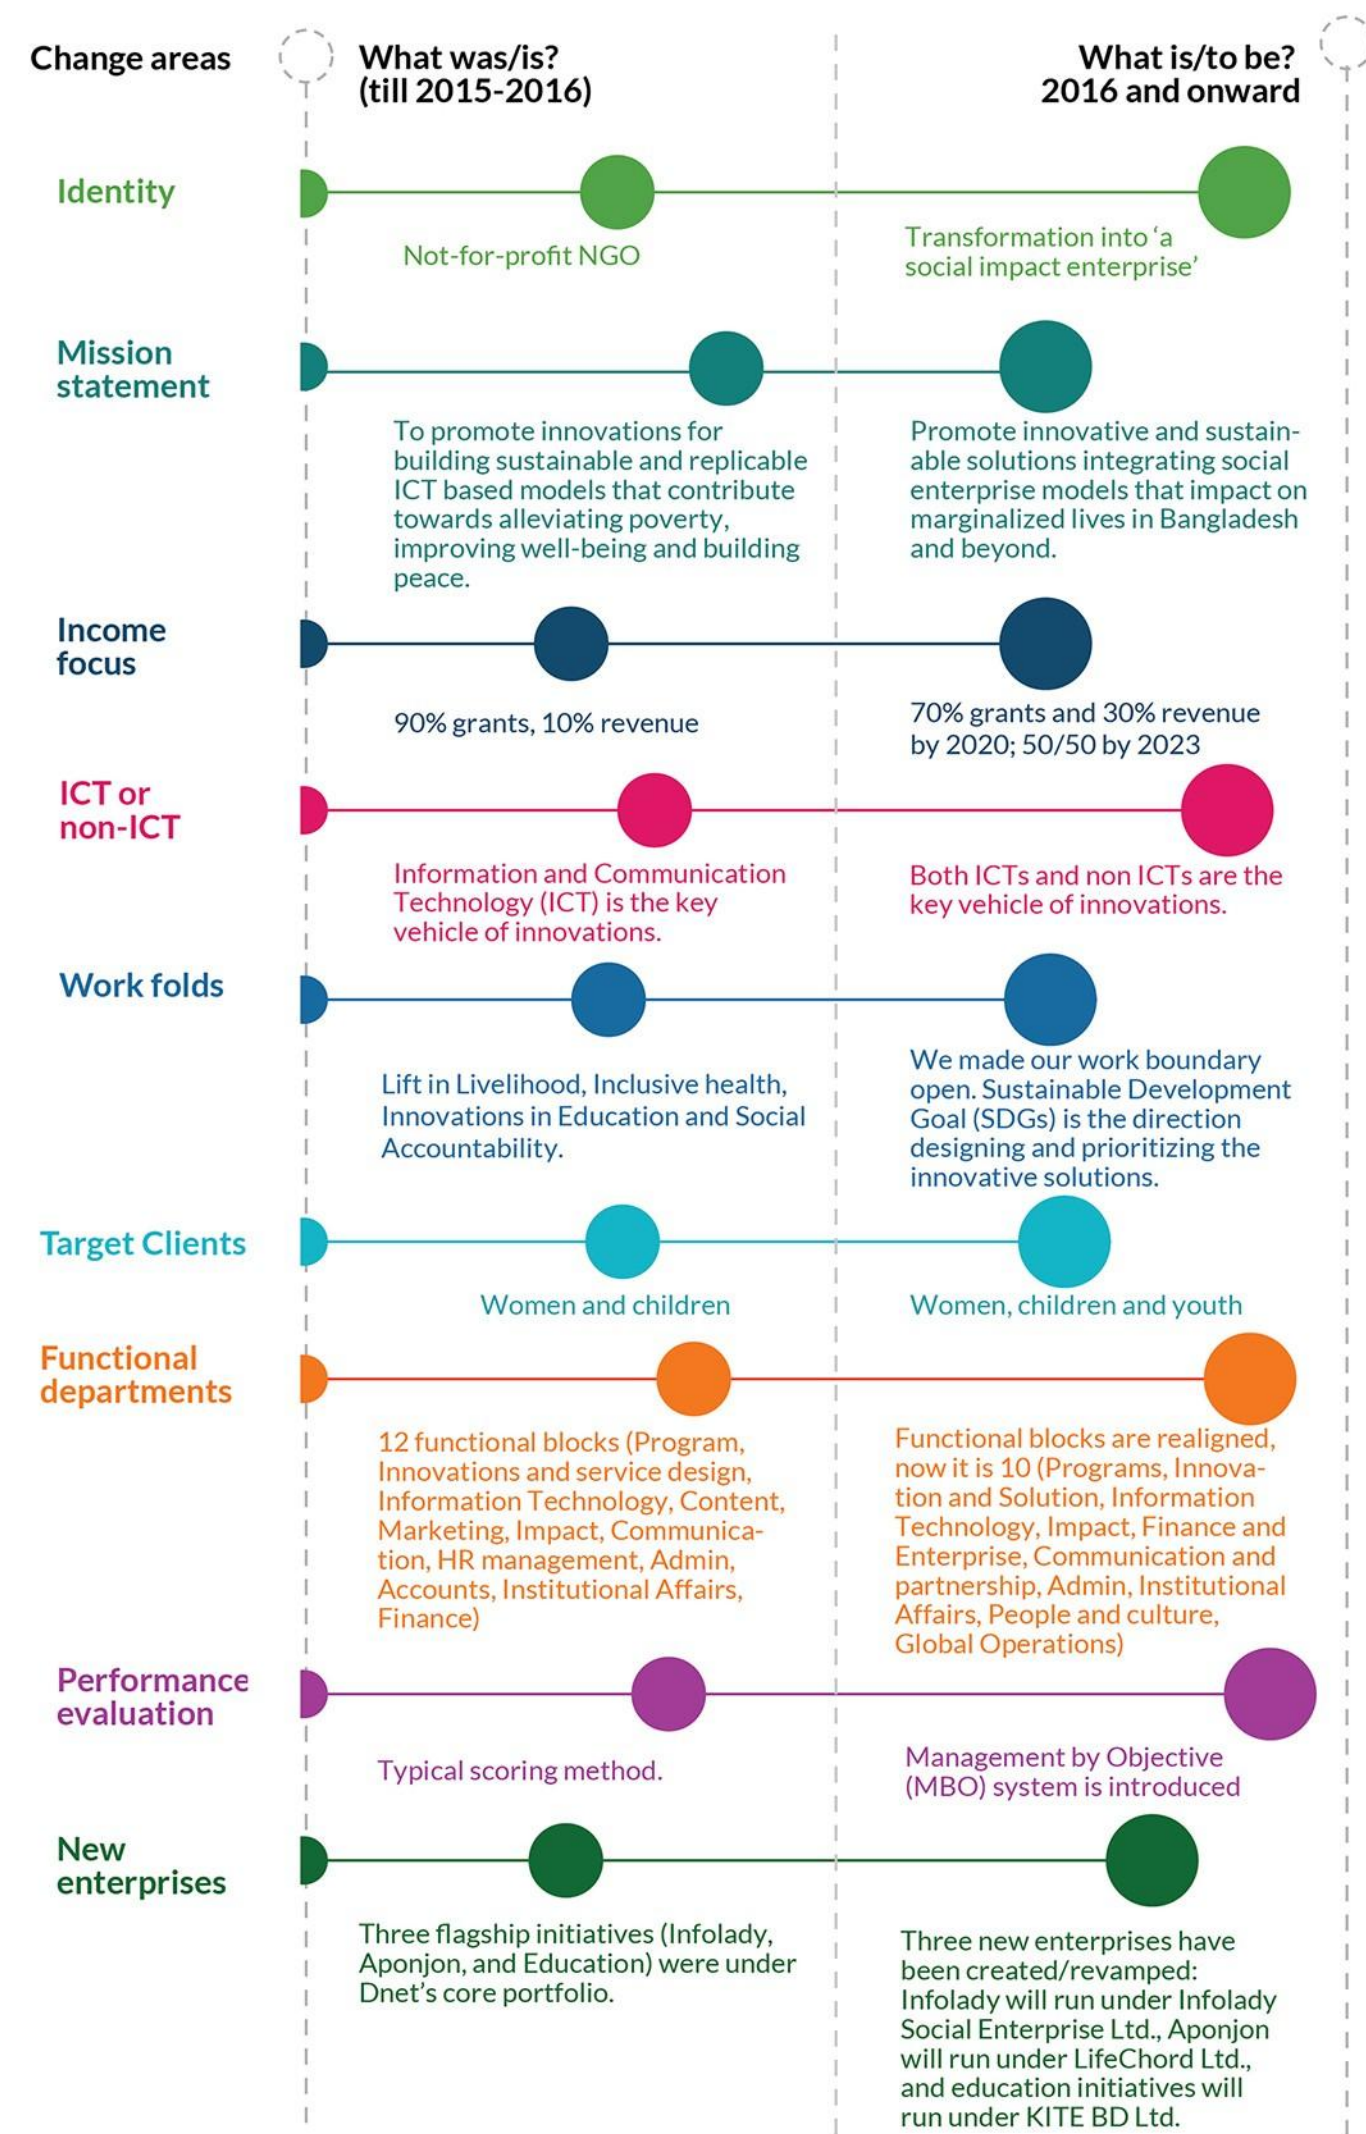 Change areas
What was/is?
(till 2015-2016)
What is/to be?
2016 and onward
Identity
Not-for-profit NGO
Transformation into ‘a
social impact enterprise’
Mission
statement
To promote innovations for
building sustainable and replicable
ICT based models that contribute
towards alleviating poverty,
improving well-being and building
peace.
Promote innovative and sustain-
able solutions integrating social
enterprise models that impact on
marginalized lives in Bangladesh
and beyond.
Income
focus
90% grants, 10% revenue
70% grants and 30% revenue
by 2020; 50/50 by 2023
ICT or
non-ICT
Information and Communication
Technology (ICT) is the key
vehicle of innovations.
Both ICTs and non ICTs are the
key vehicle of innovations.
Work folds
Lift in Livelihood, Inclusive health,
Innovations in Education and Social
Accountability.
We made our work boundary
open. Sustainable Development
Goal (SDGs) is the direction
designing and prioritizing the
innovative solutions.
Target Clients
Women and children
Women, children and youth
Functional
departments
12 functional blocks (Program,
Innovations and service design,
Information Technology, Content,
Marketing, Impact, Communica-
tion, HR management, Admin,
Accounts, Institutional Affairs,
Finance)
Functional blocks are realigned,
now it is 10 (Programs, Innova-
tion and Solution, Information
Technology, Impact, Finance and
Enterprise, Communication and
partnership, Admin, Institutional
Affairs, People and culture,
Global Operations)
Performance
evaluation
Typical scoring method.
Management by Objective
(MBO) system is introduced
New
enterprises
Three flagship initiatives (Infolady,
Aponjon, and Education) were under
Dnet’s core portfolio.
Three new enterprises have
been created/revamped:
Infolady will run under Infolady
Social Enterprise Ltd., Aponjon
will run under LifeChord Ltd.,
and education initiatives will
run under KITE BD Ltd.